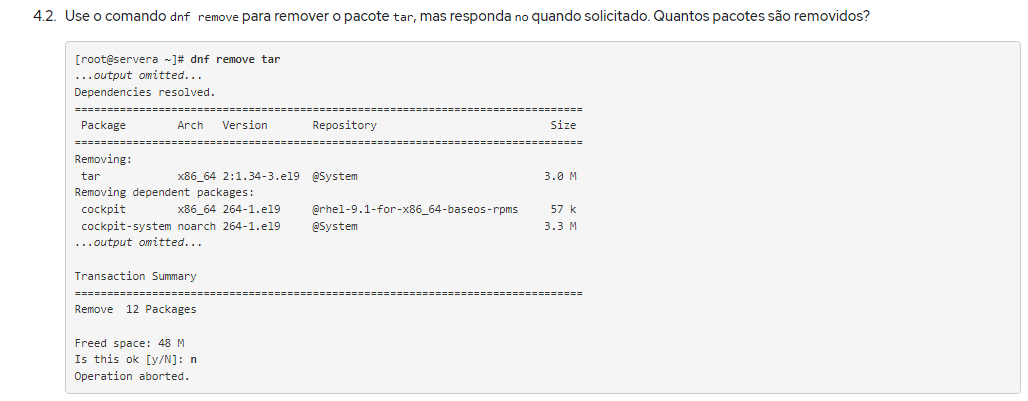 4.2. Use o comando dnf remove para remover o pacote tar, mas responda no quando solicitado. Quantos pacotes são removidos?
[root@servera ~]# dnf remove tar
...output omitted...
Dependencies resolved.
================================================================================
Package Arch Version Repository Size
================================================================================
Removing:
tar x86_64 2:1.34-3.el9 @System 3.0 M
Removing dependent packages:
cockpit x86_64 264-1.el9 @rhel-9.1-for-x86_64-baseos-rpms 57 k
cockpit-system noarch 264-1.el9 @System 3.3 M
...output omitted...
Transaction Summary
================================================================================
Remove 12 Packages
Freed space: 48 M
Is this ok [y/N]: n
Operation aborted.